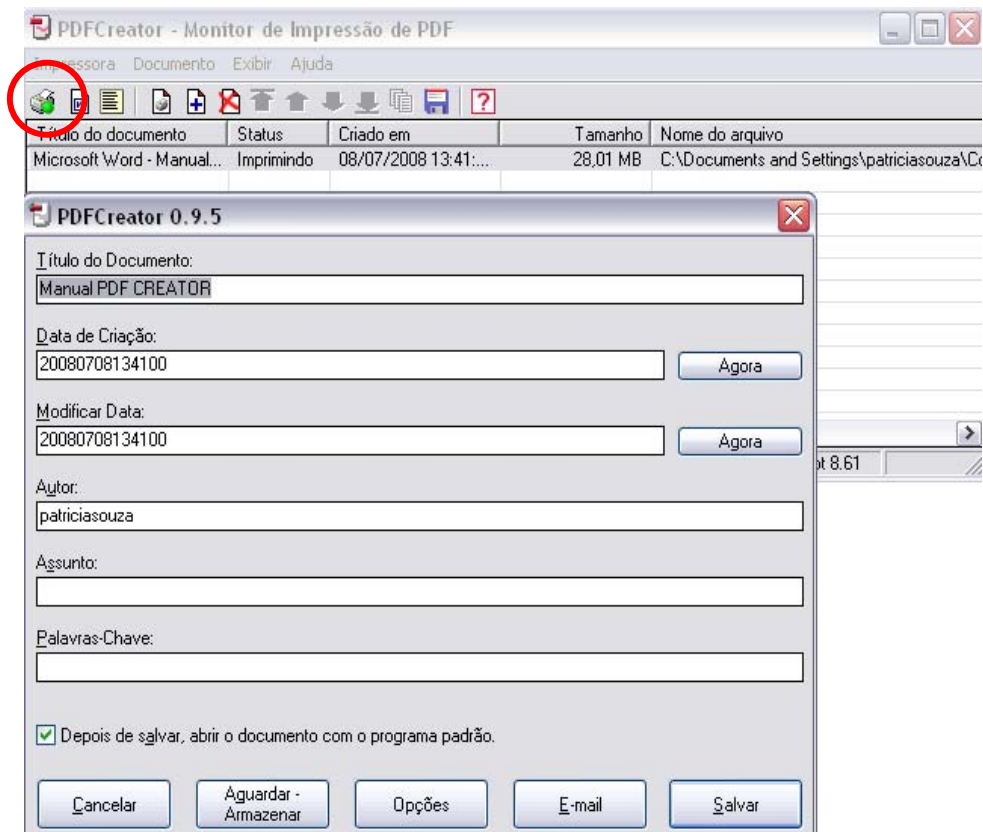 PDFCreator - Monitor de Impressão de PDF
Impressora Documento Exibir Ajuda
Título do documento Status Criado em Tamanho Nome do arquivo
Microsoft Word - Manual... Imprimindo 08/07/2008 13:41:... 28,01 MB C:\Documents and Settings\patriciasouza\Co
PDFCreator 0.9.5
Título do Documento:
Manual PDF CREATOR
Data de Criação:
20080708134100
Agora
Modificar Data:
20080708134100
Agora
pt 8.61
Autor:
patriciasouza
Assunto:
Palavras-Chave:
Depois de salvar, abrir o documento com o programa padrão.
Cancelar
Aguardar -
Armazenar
Opções
E-mail
Salvar